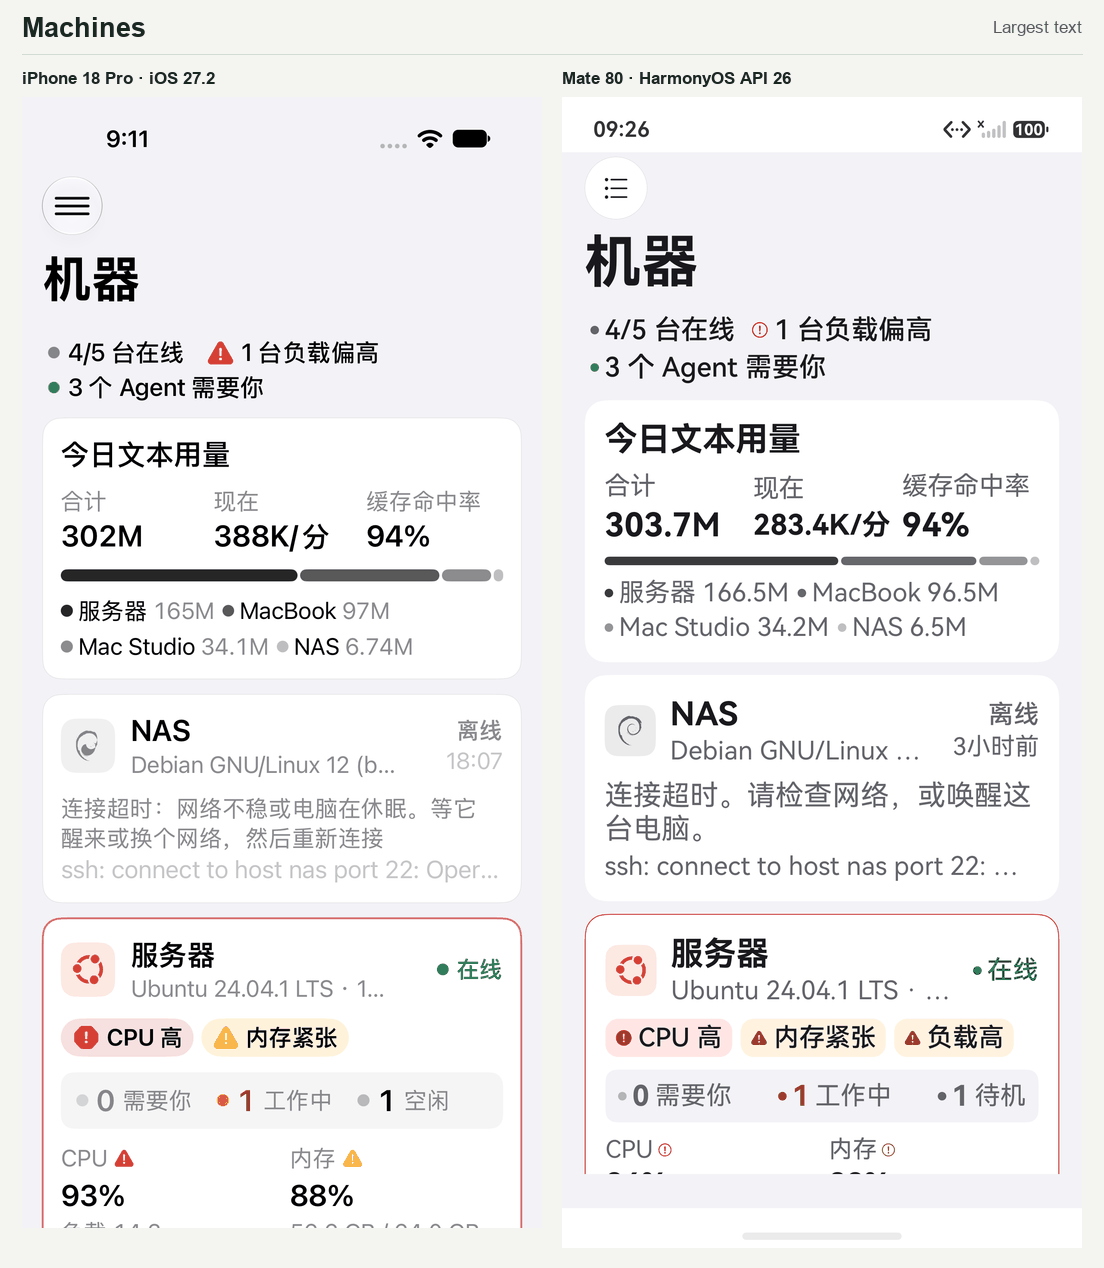 Machines
Largest text
iPhone 18 Pro · iOS 27.2
9:11
机器
4/5 台在线 1 台负载偏高
3 个 Agent 需要你
今日文本用量
合计 现在 缓存命中率
302M 388K/分 94%
服务器 165M MacBook 97M
Mac Studio 34.1M NAS 6.74M
NAS 离线
Debian GNU/Linux 12 (b... 18:07
连接超时：网络不稳或电脑在休眠。等它
醒来或换个网络，然后重新连接
ssh: connect to host nas port 22: Oper...
服务器
Ubuntu 24.04.1 LTS · 1...
在线
CPU 高 内存紧张
0 需要你 1 工作中 1 空闲
CPU 内存
93% 88%
Mate 80 · HarmonyOS API 26
09:26
100
机器
4/5 台在线 1 台负载偏高
3 个 Agent 需要你
今日文本用量
合计 现在 缓存命中率
303.7M 283.4K/分 94%
服务器 166.5M MacBook 96.5M
Mac Studio 34.2M NAS 6.5M
NAS 离线
Debian GNU/Linux ... 3小时前
连接超时。请检查网络，或唤醒这
台电脑。
ssh: connect to host nas port 22: ...
服务器
Ubuntu 24.04.1 LTS · ...
在线
CPU 高 内存紧张 负载高
0 需要你 1 工作中 1 待机
CPU 内存